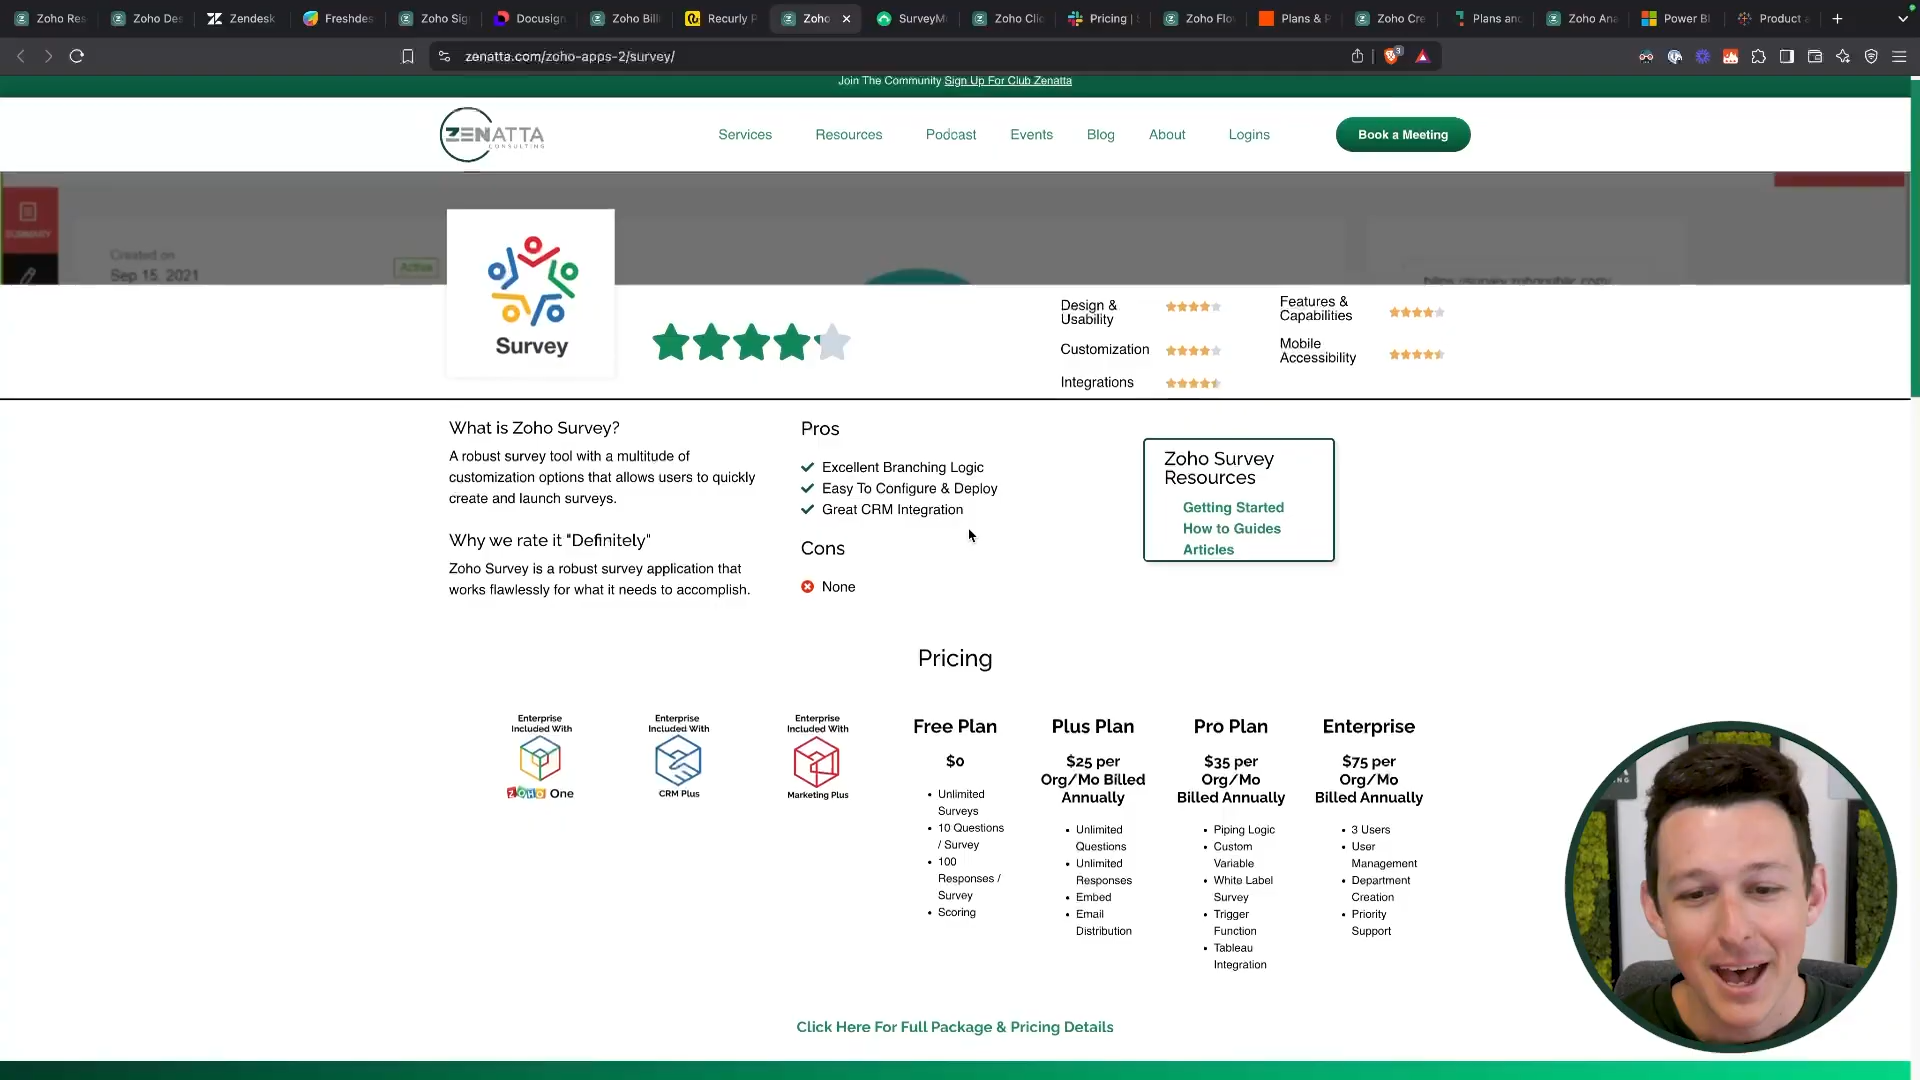 Zoho Res
Zoho Des
Zendesk
Freshdes
Zoho Sig
Docusign
Zoho Billi
Recurly P
Zoho
SurveyMo
Zoho Clic
Pricing | S
Zoho Flo
Plans & P
Zoho Cre
Plans and
Zoho Ana
Power BI
Product a
zenatta.com/zoho-apps-2/survey/
3
Join The Community Sign Up For Club Zenatta
ZENATTA
CONSULTING
Services
Resources
Podcast
Events
Blog
About
Logins
Book a Meeting
SUMMARY
Created on
Sep 15, 2021
Active
Survey
Design &
Usability
Customization
Integrations
Features &
Capabilities
Mobile
Accessibility
What is Zoho Survey?
A robust survey tool with a multitude of
customization options that allows users to quickly
create and launch surveys.
Why we rate it "Definitely"
Zoho Survey is a robust survey application that
works flawlessly for what it needs to accomplish.
Pros
Excellent Branching Logic
Easy To Configure & Deploy
Great CRM Integration
Cons
None
Zoho Survey
Resources
Getting Started
How to Guides
Articles
Pricing
Enterprise
Included With
ZOHO One
Enterprise
Included With
CRM Plus
Enterprise
Included With
Marketing Plus
Free Plan
$0
• Unlimited
Surveys
• 10 Questions
/ Survey
• 100
Responses /
Survey
• Scoring
Plus Plan
$25 per
Org/Mo Billed
Annually
• Unlimited
Questions
• Unlimited
Responses
• Embed
• Email
Distribution
Pro Plan
$35 per
Org/Mo
Billed Annually
• Piping Logic
• Custom
Variable
• White Label
Survey
• Trigger
Function
• Tableau
Integration
Enterprise
$75 per
Org/Mo
Billed Annually
• 3 Users
• User
Management
• Department
Creation
• Priority
Support
Click Here For Full Package & Pricing Details